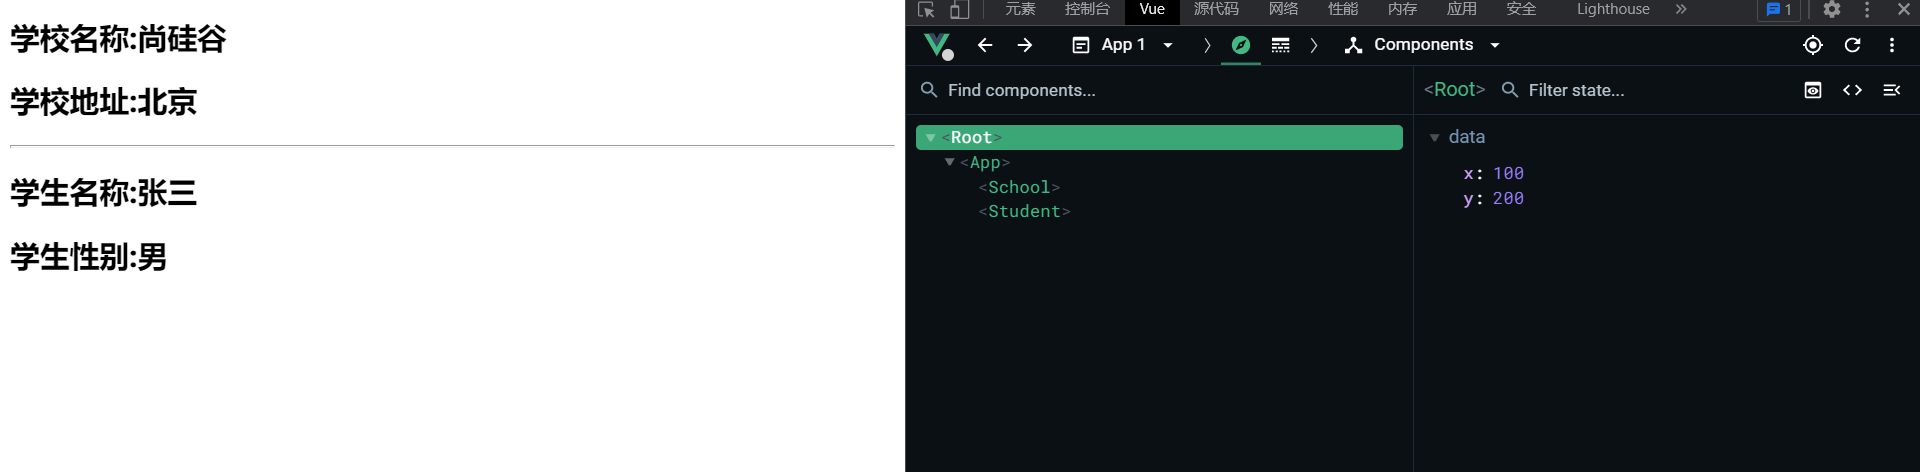 学校名称:尚硅谷
学校地址:北京
学生名称:张三
学生性别:男
元素 控制台 Vue 源代码 网络 性能 内存 应用 安全 Lighthouse » 1
App 1 Components
Find components...
<Root>
<App>
<School>
<Student>
<Root> Filter state...
data
x: 100
y: 200